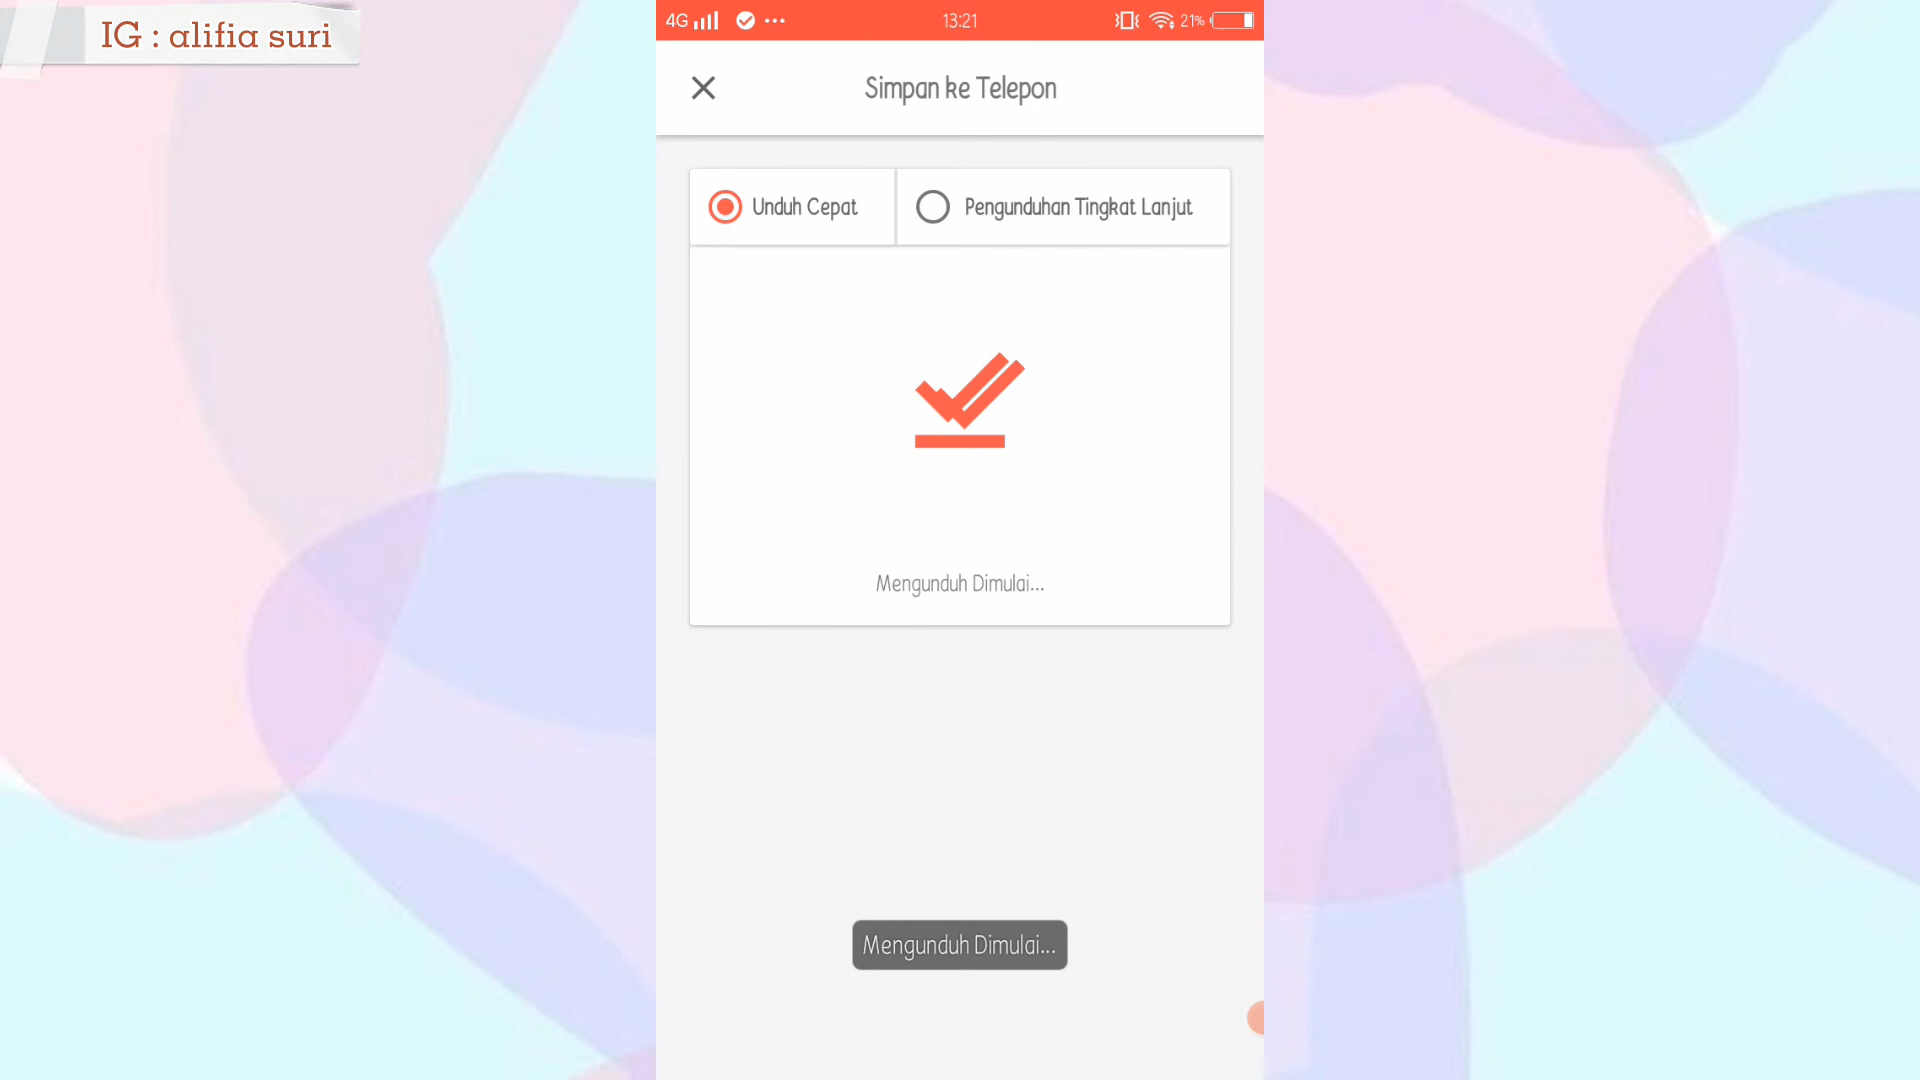 IG : alifia suri
4G 13:21 21%
Simpan ke Telepon
Unduh Cepat Pengunduhan Tingkat Lanjut
Mengunduh Dimulai...
Mengunduh Dimulai...